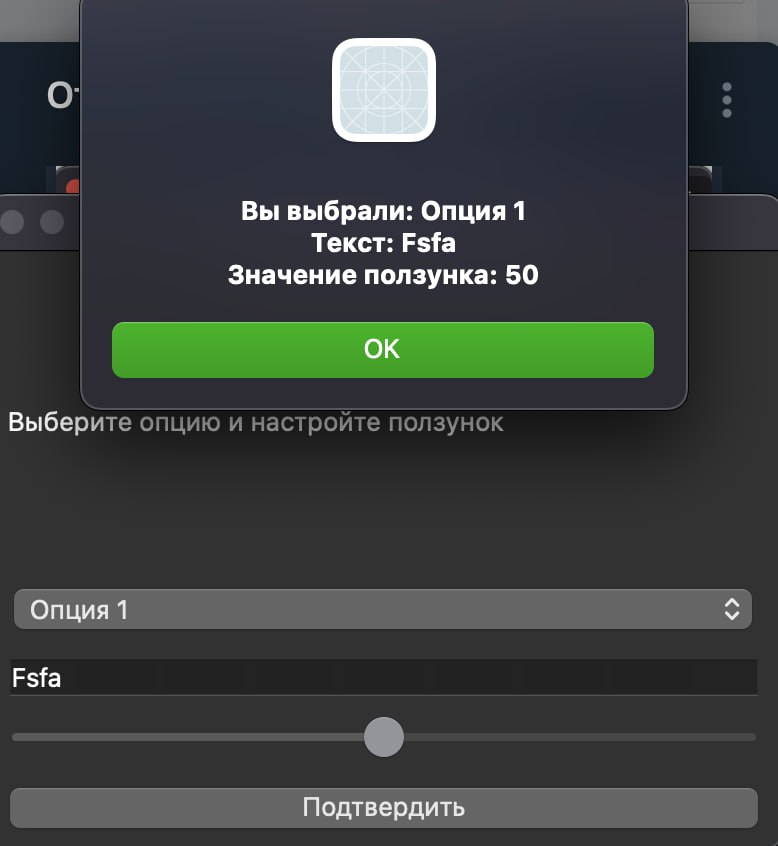 Вы выбрали: Опция 1
Текст: Fsfa
Значение ползунка: 50
OK
Выберите опцию и настройте ползунок
Опция 1
Fsfa
Подтвердить